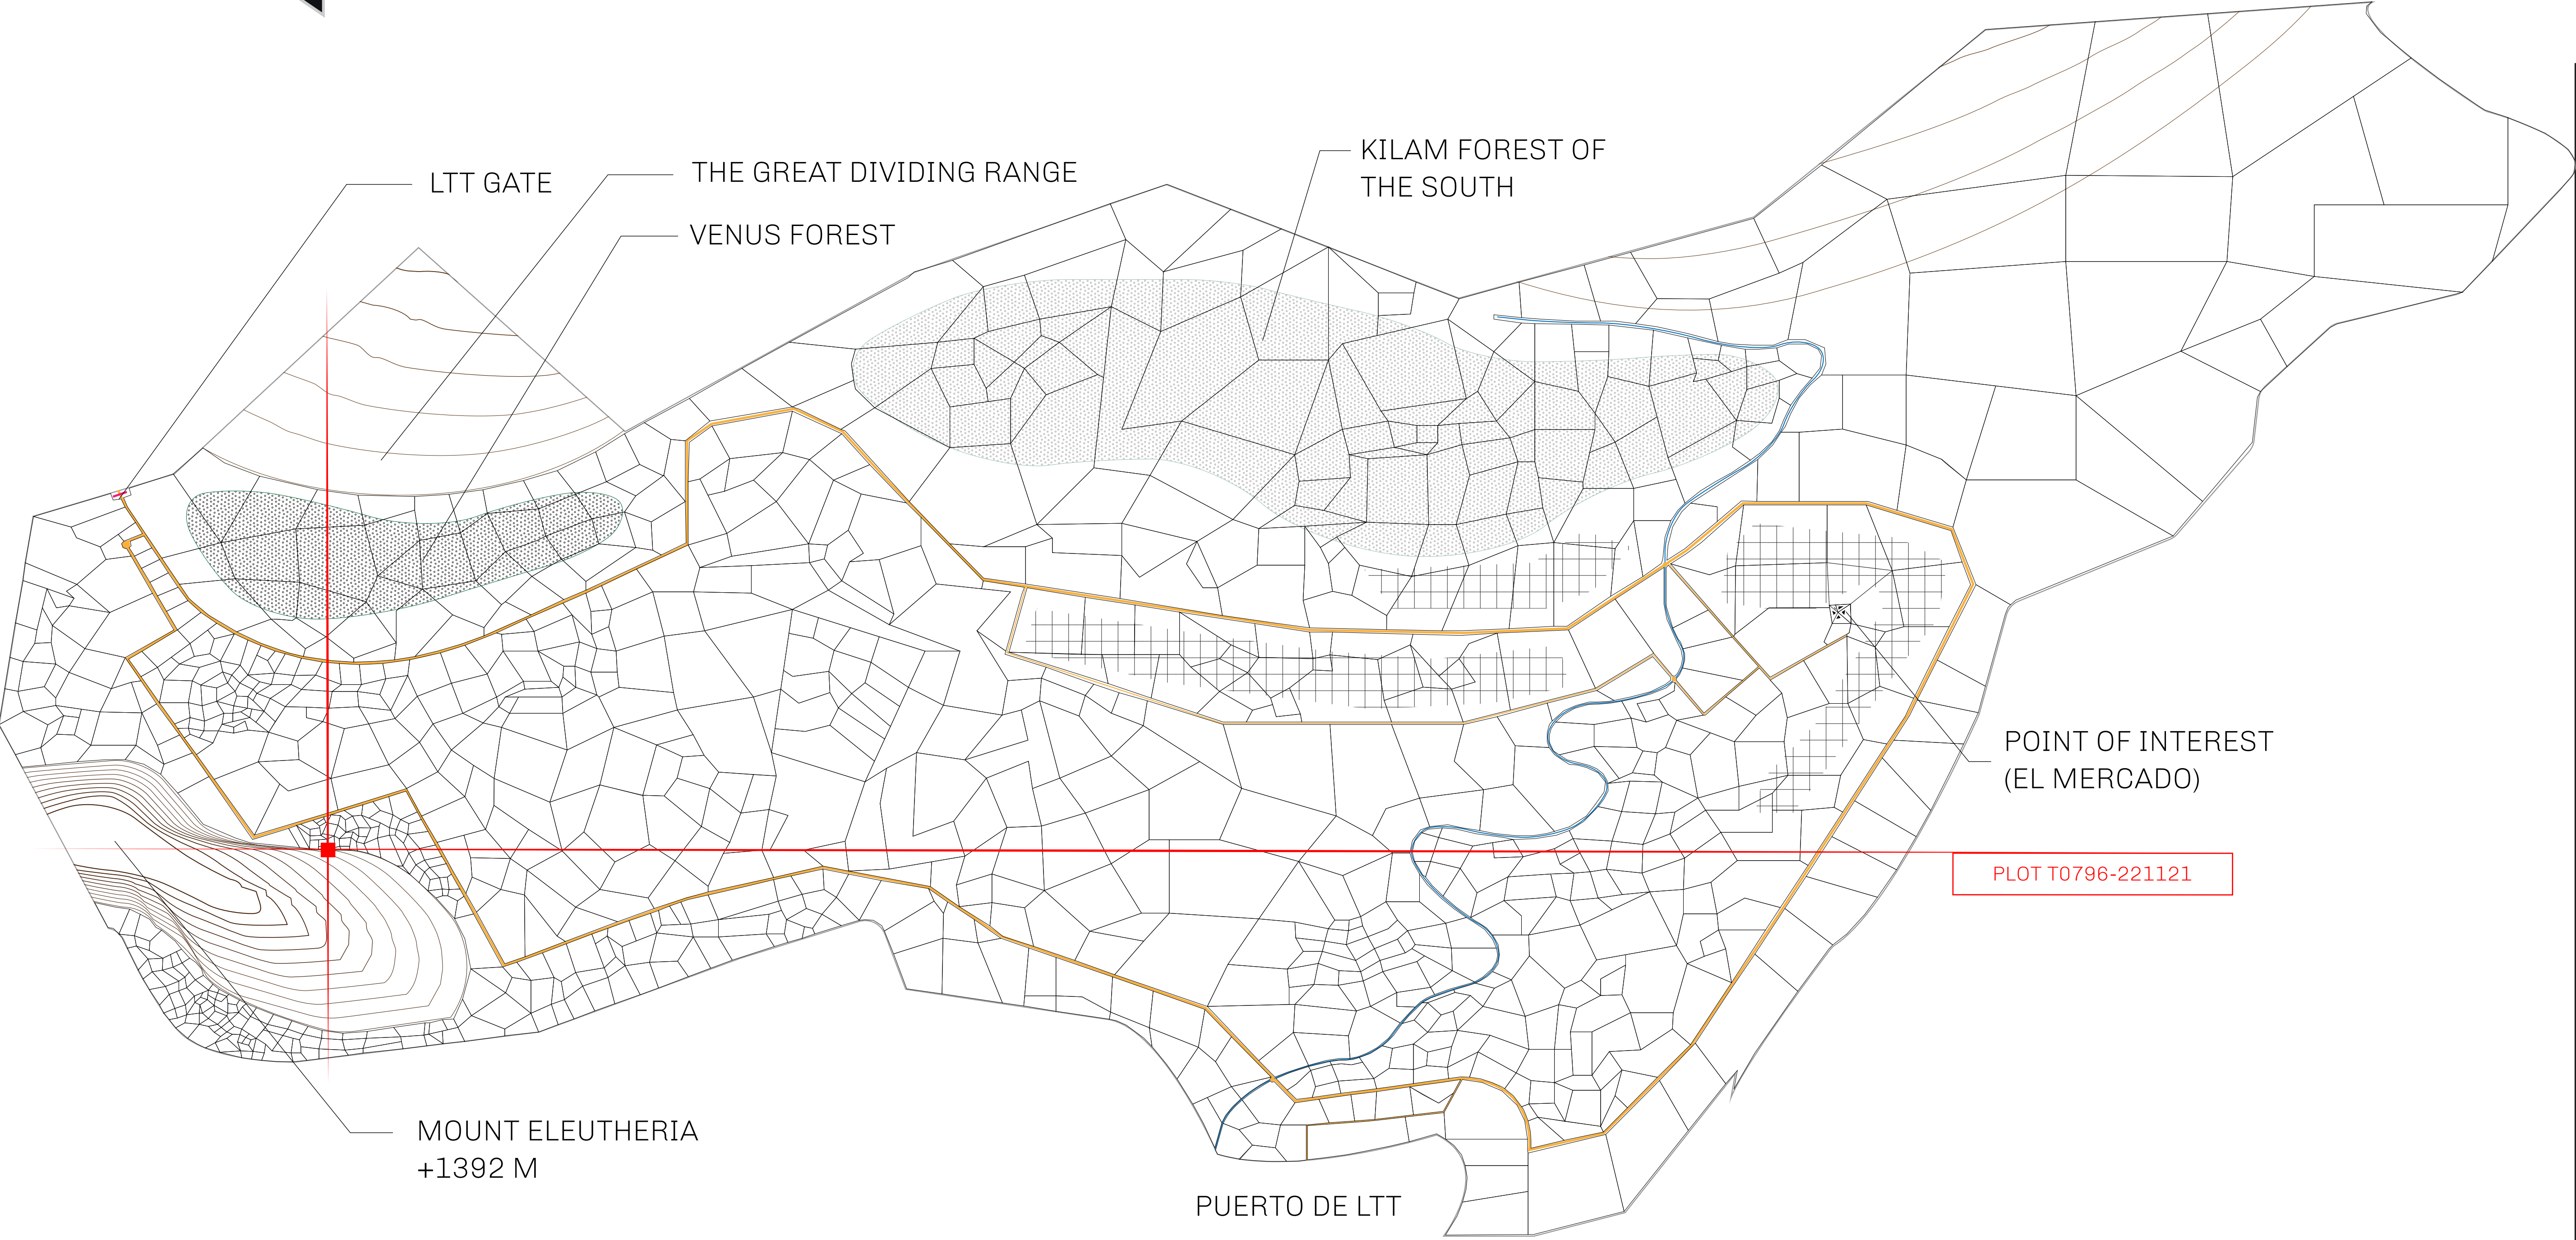 LTT GATE
THE GREAT DIVIDING RANGE
VENUS FOREST
KILAM FOREST OF
THE SOUTH
POINT OF INTEREST
(EL MERCADO)
PLOT T0796-221121
MOUNT ELEUTHERIA
+1392 M
PUERTO DE LTT